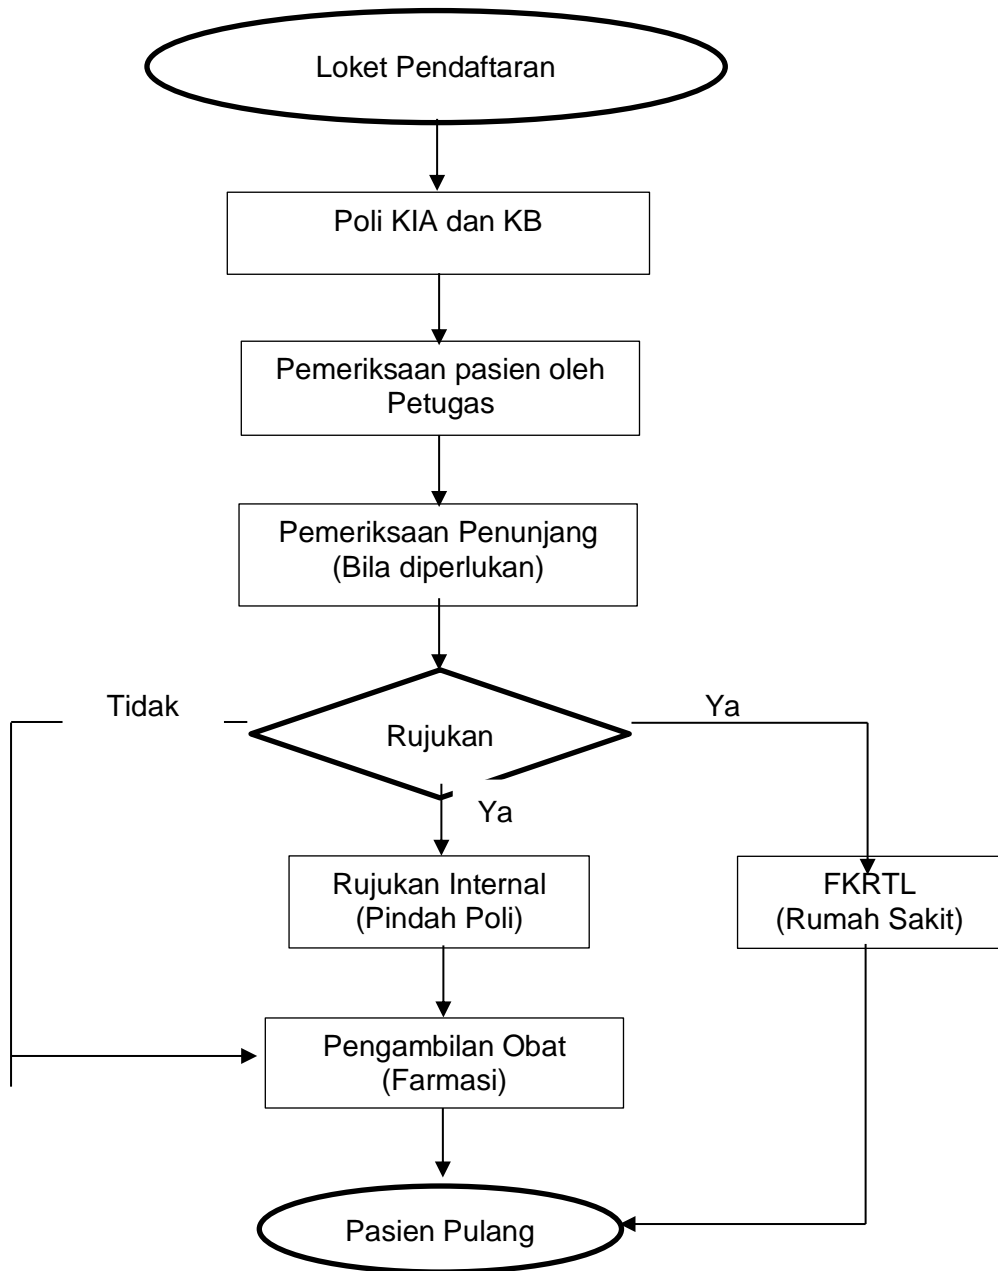 Loket Pendaftaran
Poli KIA dan KB
Pemeriksaan pasien oleh
Petugas
Pemeriksaan Penunjang
(Bila diperlukan)
Tidak
Ya
Rujukan
Ya
Rujukan Internal
(Pindah Poli)
FKRTL
(Rumah Sakit)
Pengambilan Obat
(Farmasi)
Pasien Pulang